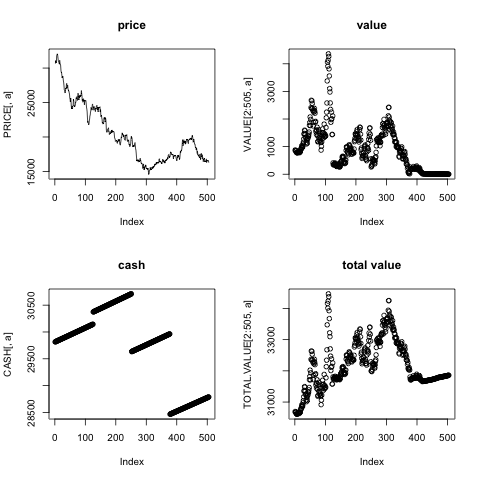 price
PRICE[, a]
15000 25000
0 100 200 300 400 500
Index
value
VALUE[2:505, a]
0 1000 3000
0 100 200 300 400 500
Index
cash
CASH[, a]
28500 29500 30500
0 100 200 300 400 500
Index
total value
TOTAL.VALUE[2:505, a]
31000 33000
0 100 200 300 400 500
Index